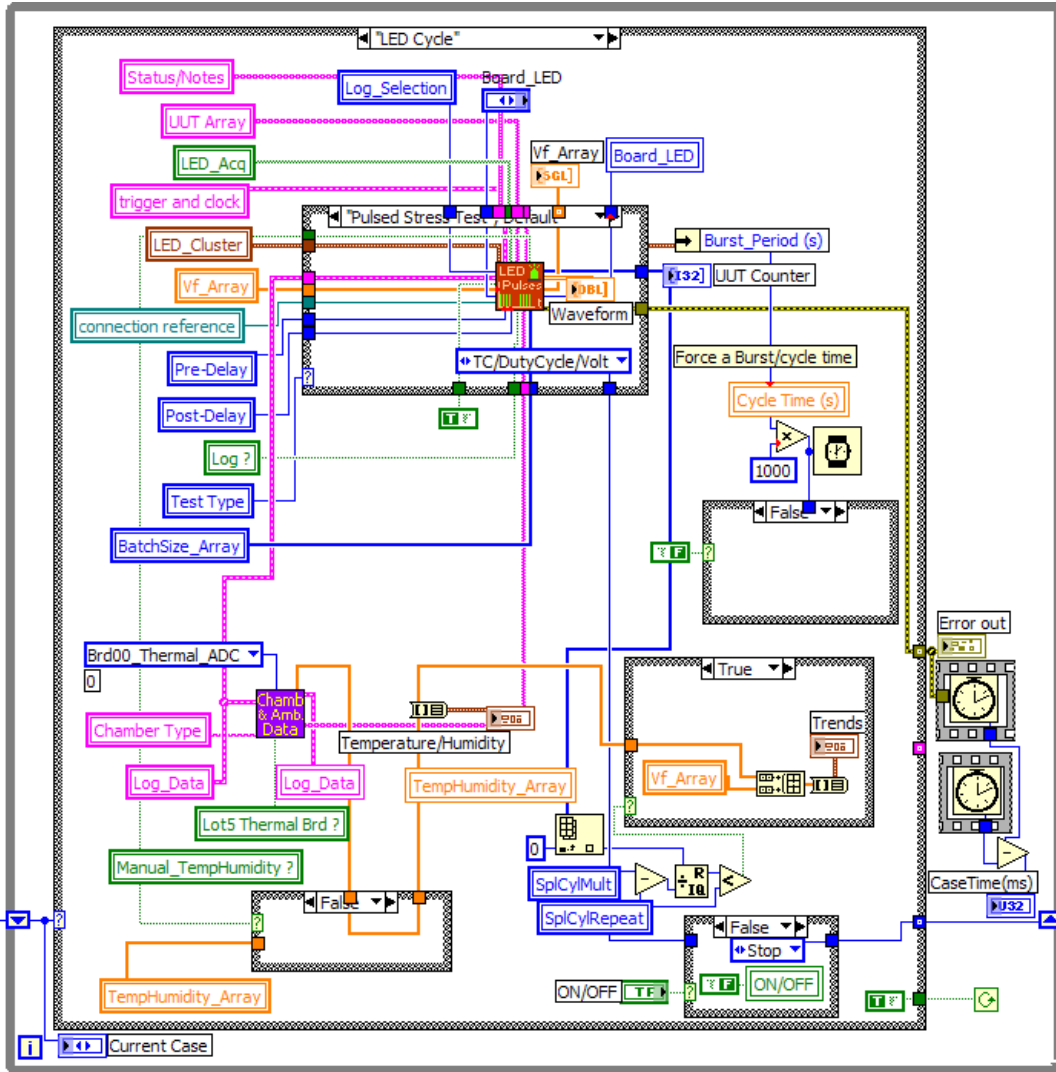 "LED Cycle"
Status/Notes
Log_Selection
Board_LED
UUT Array
LED_Acq
Vf_Array
Board_LED
SGL]
trigger and clock
"Pulsed Stress Test", Default
LED_Cluster
Burst_Period (s)
LED
Pulses
I32]
UUT Counter
Vf_Array
DBL]
Waveform
connection reference
Pre-Delay
TC/DutyCycle/Volt
Force a Burst/cycle time
Cycle Time (s)
Post-Delay
T F
Log ?
1000
Test Type
False
BatchSize_Array
F
Error out
Brd00_Thermal_ADC
0
True
Chamb
& Amb.
Data
Trends
Chamber Type
Temperature/Humidity
Log_Data
Log_Data
TempHumidity_Array
Vf_Array
Lot5 Thermal Brd ?
0
Manual_TempHumidity ?
SplCylMult
R
IQ
<
CaseTime(ms)
U32
False
SplCylRepeat
False
Stop
TempHumidity_Array
ON/OFF
TF
F
ON/OFF
T F
i
Current Case